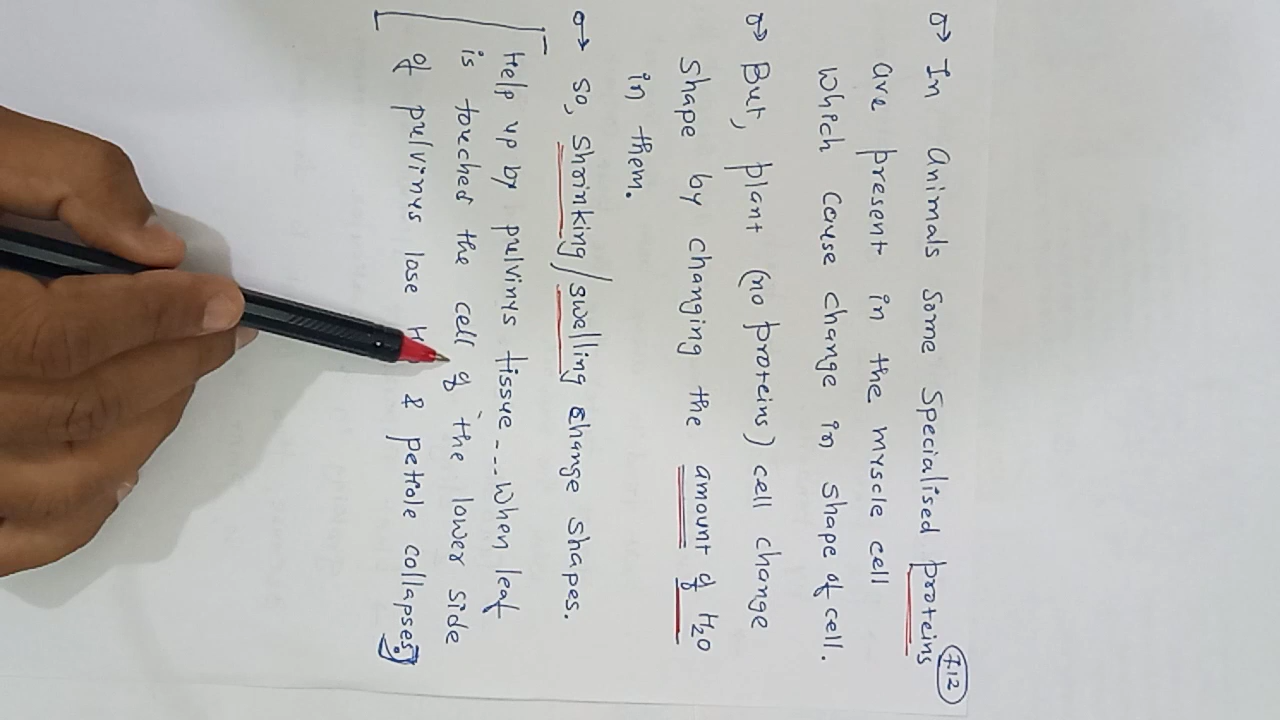 7.12
→ In animals some specialised proteins
are present in the muscle cell
which cause change in shape of cell.
→ But, plant (no proteins) cell change
shape by changing the amount of H2O
in them.
→ so, shrinking/swelling change shapes.
[Help up by pulvinys tissue---when leaf
is touched the cell of the lower side
of pulvinys lose & petiole collapses.]